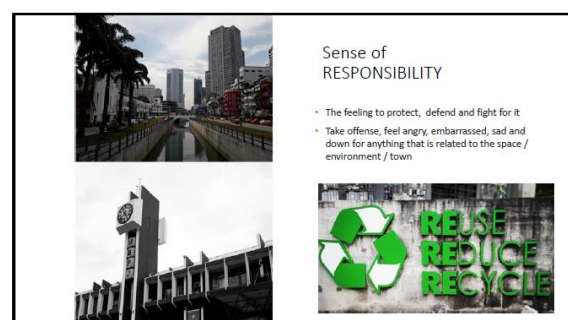 Sense of
RESPONSIBILITY
• The feeling to protect, defend and fight for it
• Take offense, feel angry, embarrassed, sad and
down for anything that is related to the space /
environment / town
REUSE
REDUCE
RECYCLE